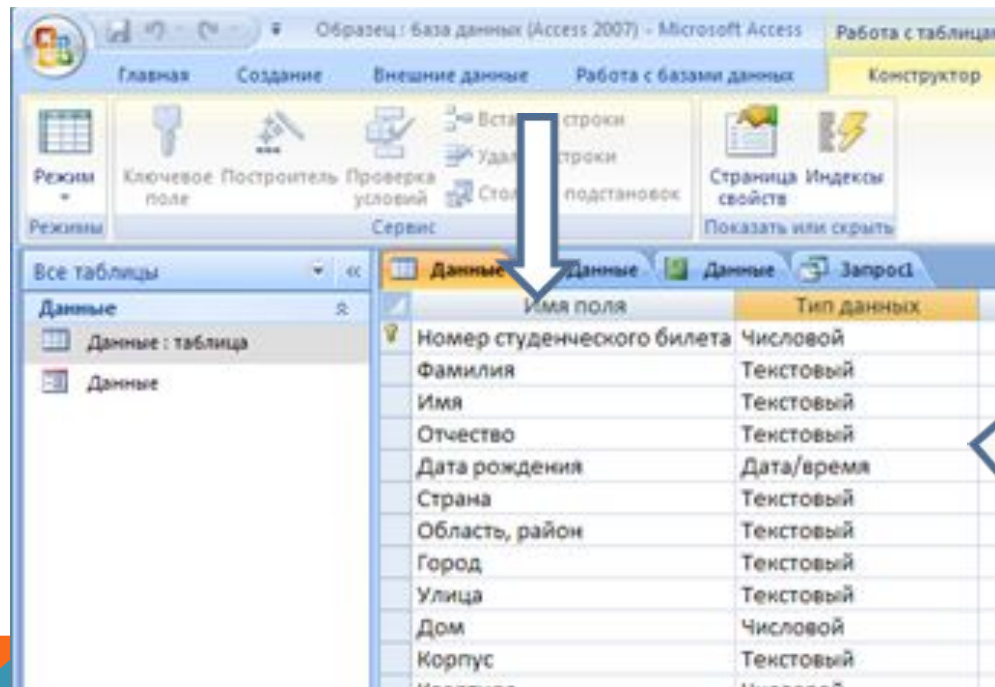 Образец : база данных (Access 2007) - Microsoft Access
Работа с таблицам
Главная Создание Внешние данные Работа с базами данных Конструктор
Режим
Ключевое поле
Построитель
Проверка условий
строки
строки
подстановок
Страница свойств
Индексы
Режимы Сервис Показать или скрыть
Все таблицы
Данные Данные Данные Запрос1
Данные
Данные : таблица
Данные
Имя поля Тип данных
Номер студенческого билета Числовой
Фамилия Текстовый
Имя Текстовый
Отчество Текстовый
Дата рождения Дата/время
Страна Текстовый
Область, район Текстовый
Город Текстовый
Улица Текстовый
Дом Числовой
Корпус Текстовый